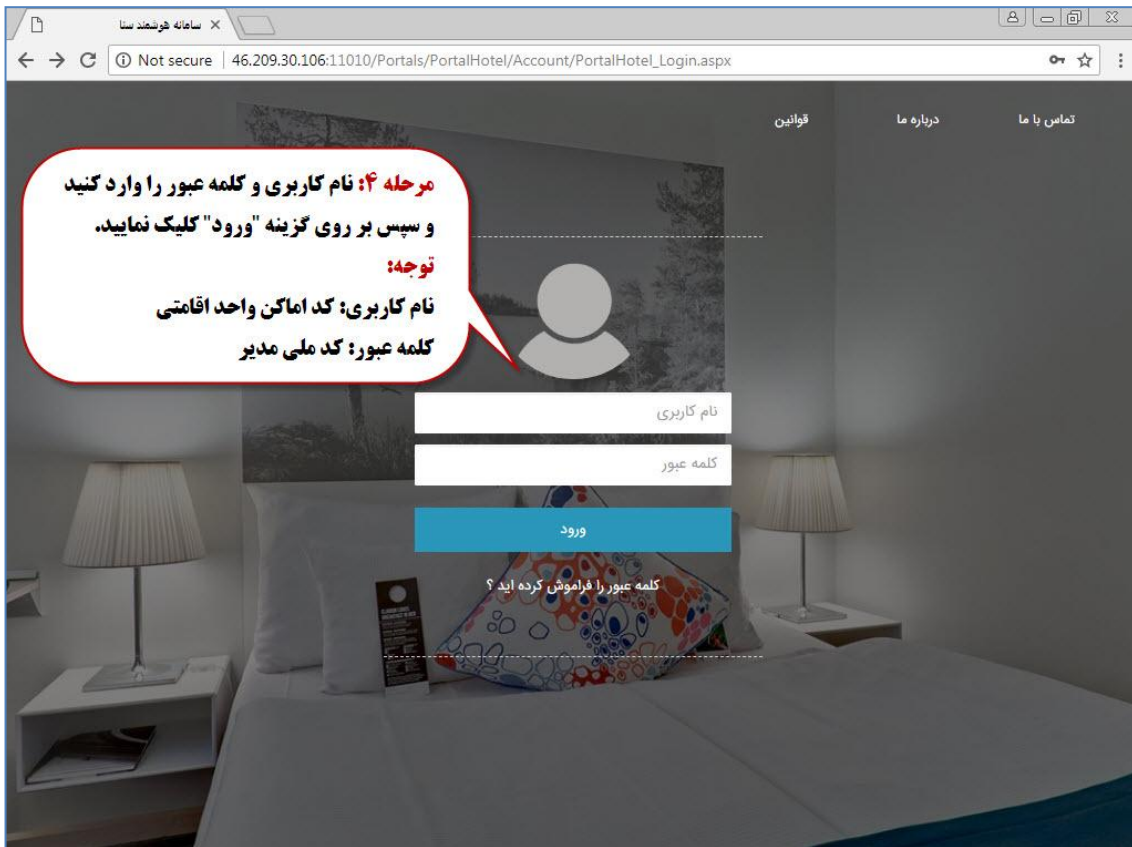 سامانه هوشمند سنا
Not secure | 46.209.30.106:11010/Portals/PortalHotel/Account/PortalHotel_Login.aspx
تماس با ما
درباره ما
قوانین
مرحله ۴: نام کاربری و کلمه عبور را وارد کنید
و سپس بر روی گزینه "ورود" کلیک نمایید.
توجه:
نام کاربری: کد اماکن واحد اقامتی
کلمه عبور: کد ملی مدیر
نام کاربری
کلمه عبور
ورود
کلمه عبور را فراموش کرده اید ؟